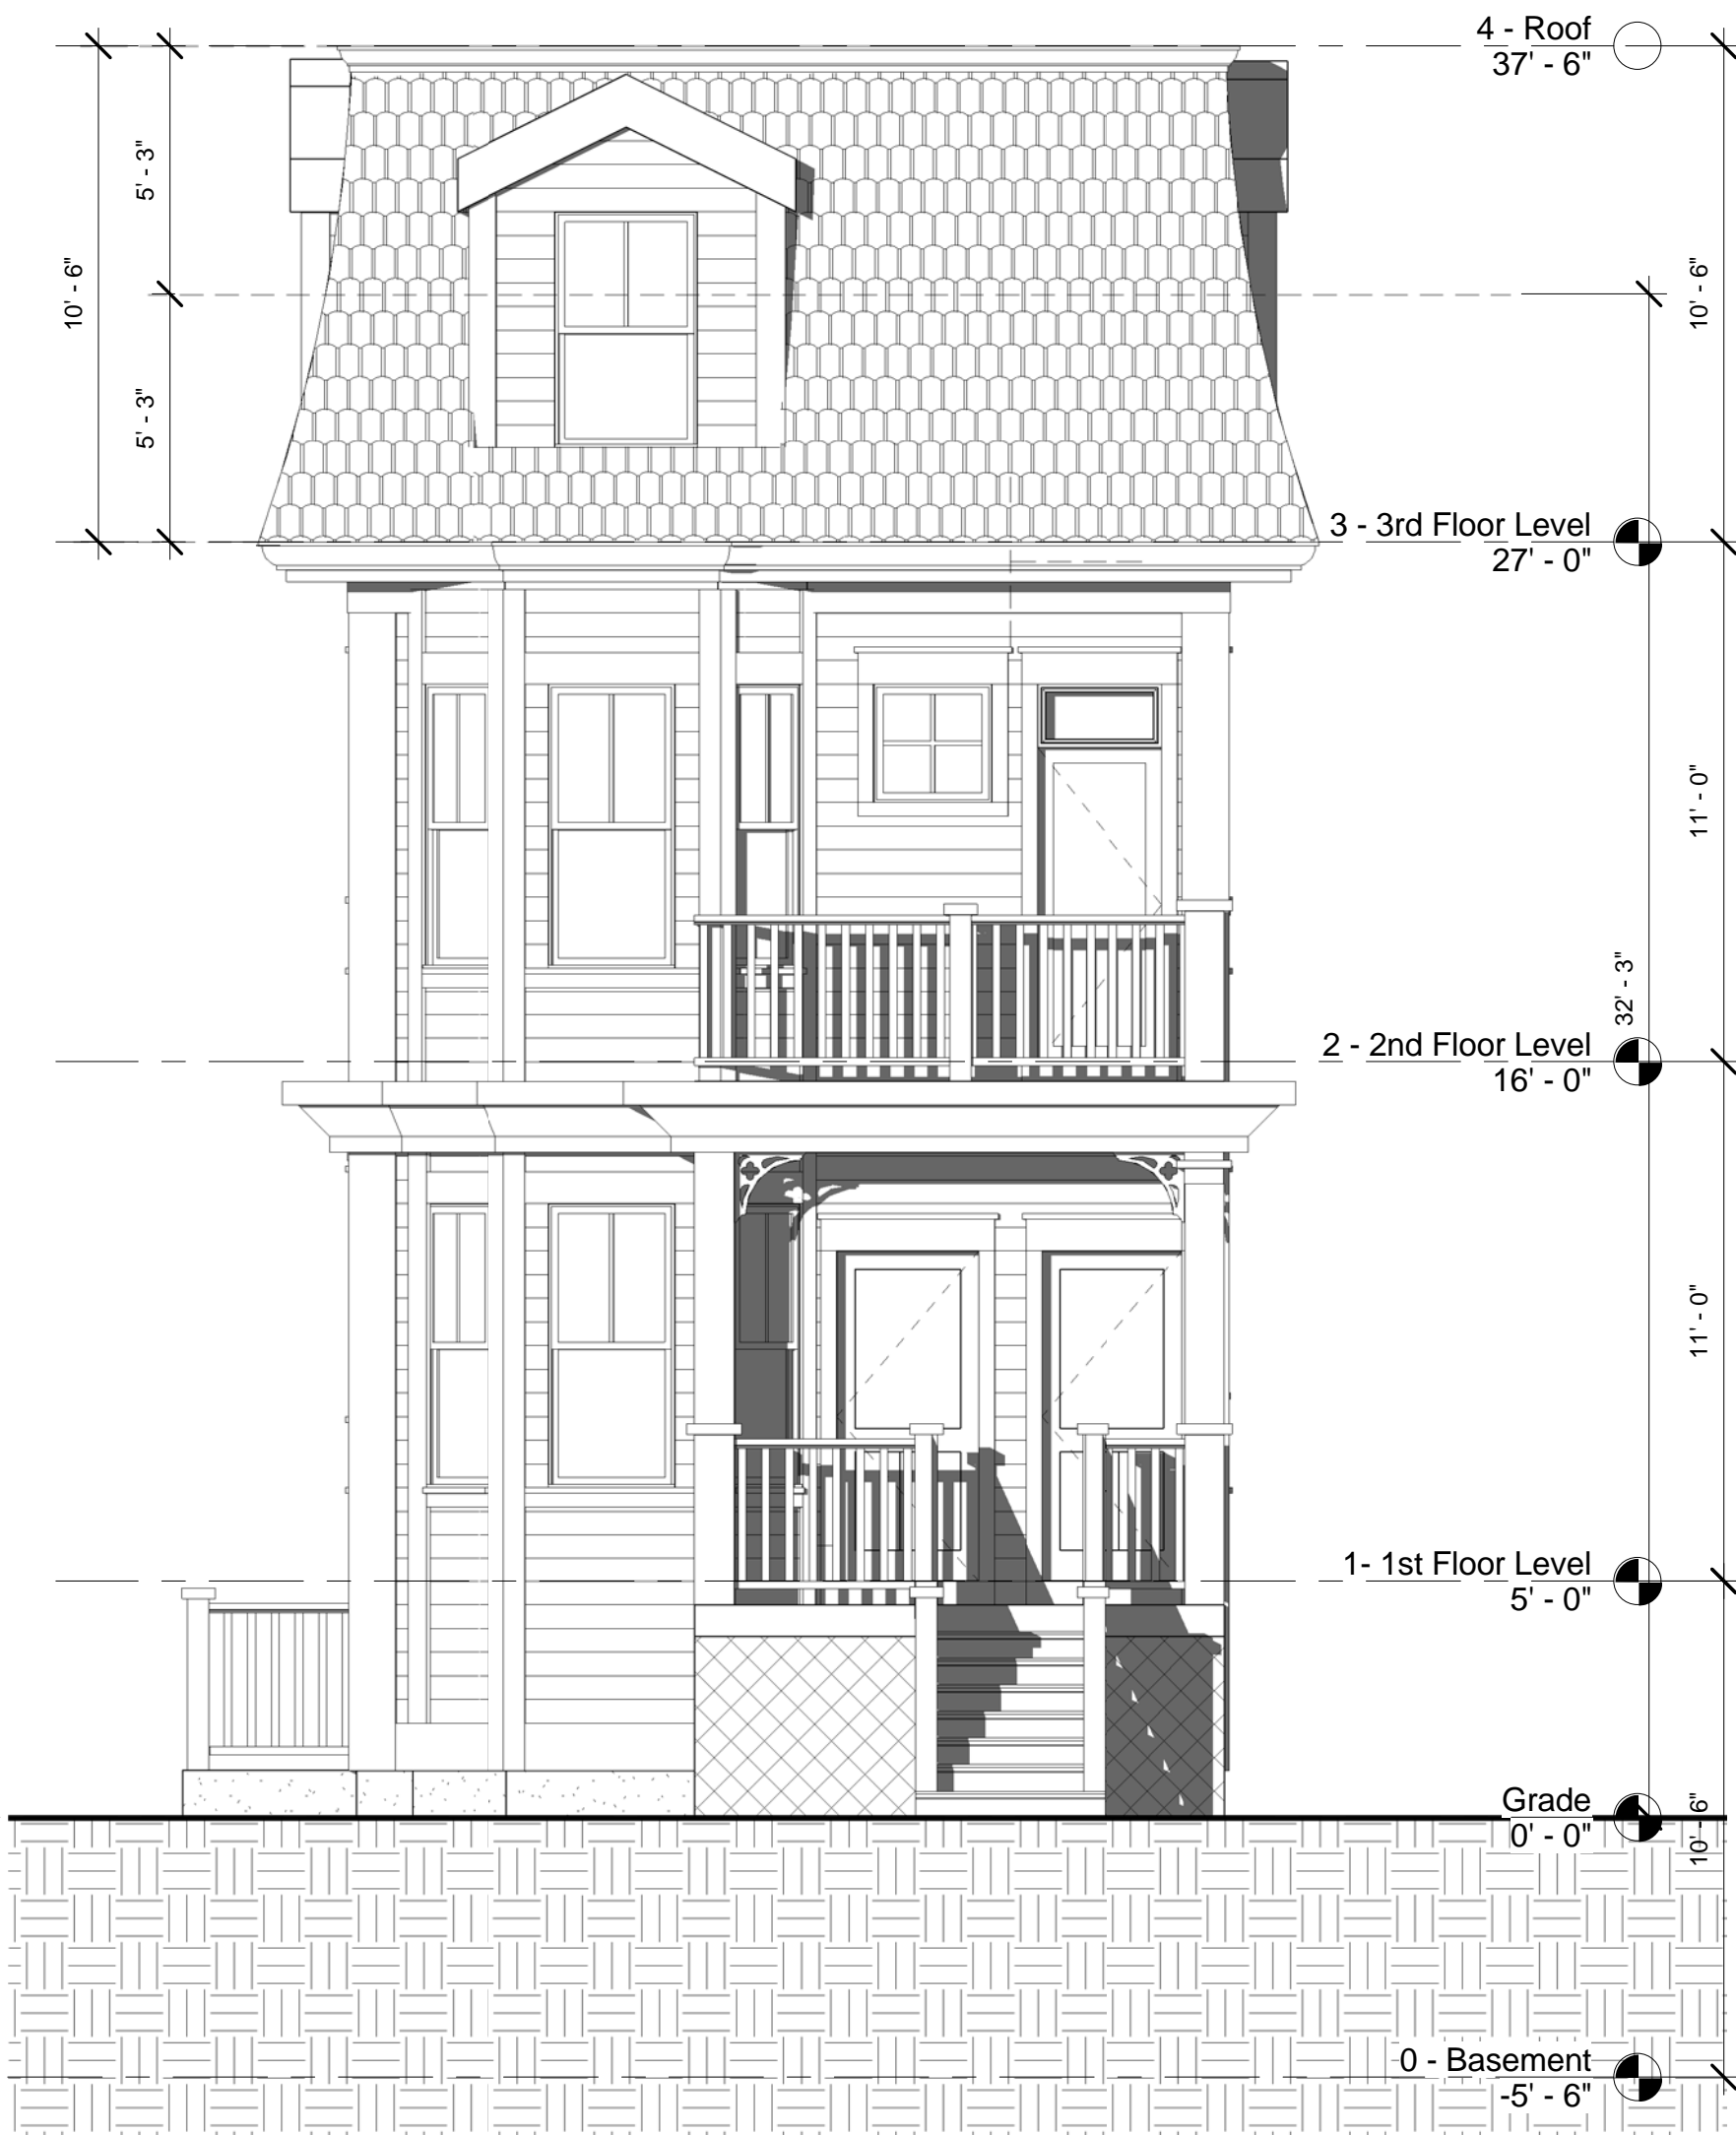 4 - Roof
37' - 6"
5' - 3"
10' - 6"
10' - 6"
5' - 3"
3 - 3rd Floor Level
27' - 0"
11' - 0"
32' - 3"
2 - 2nd Floor Level
16' - 0"
11' - 0"
1- 1st Floor Level
5' - 0"
Grade
0' - 0"
10' - 6"
0 - Basement
-5' - 6"